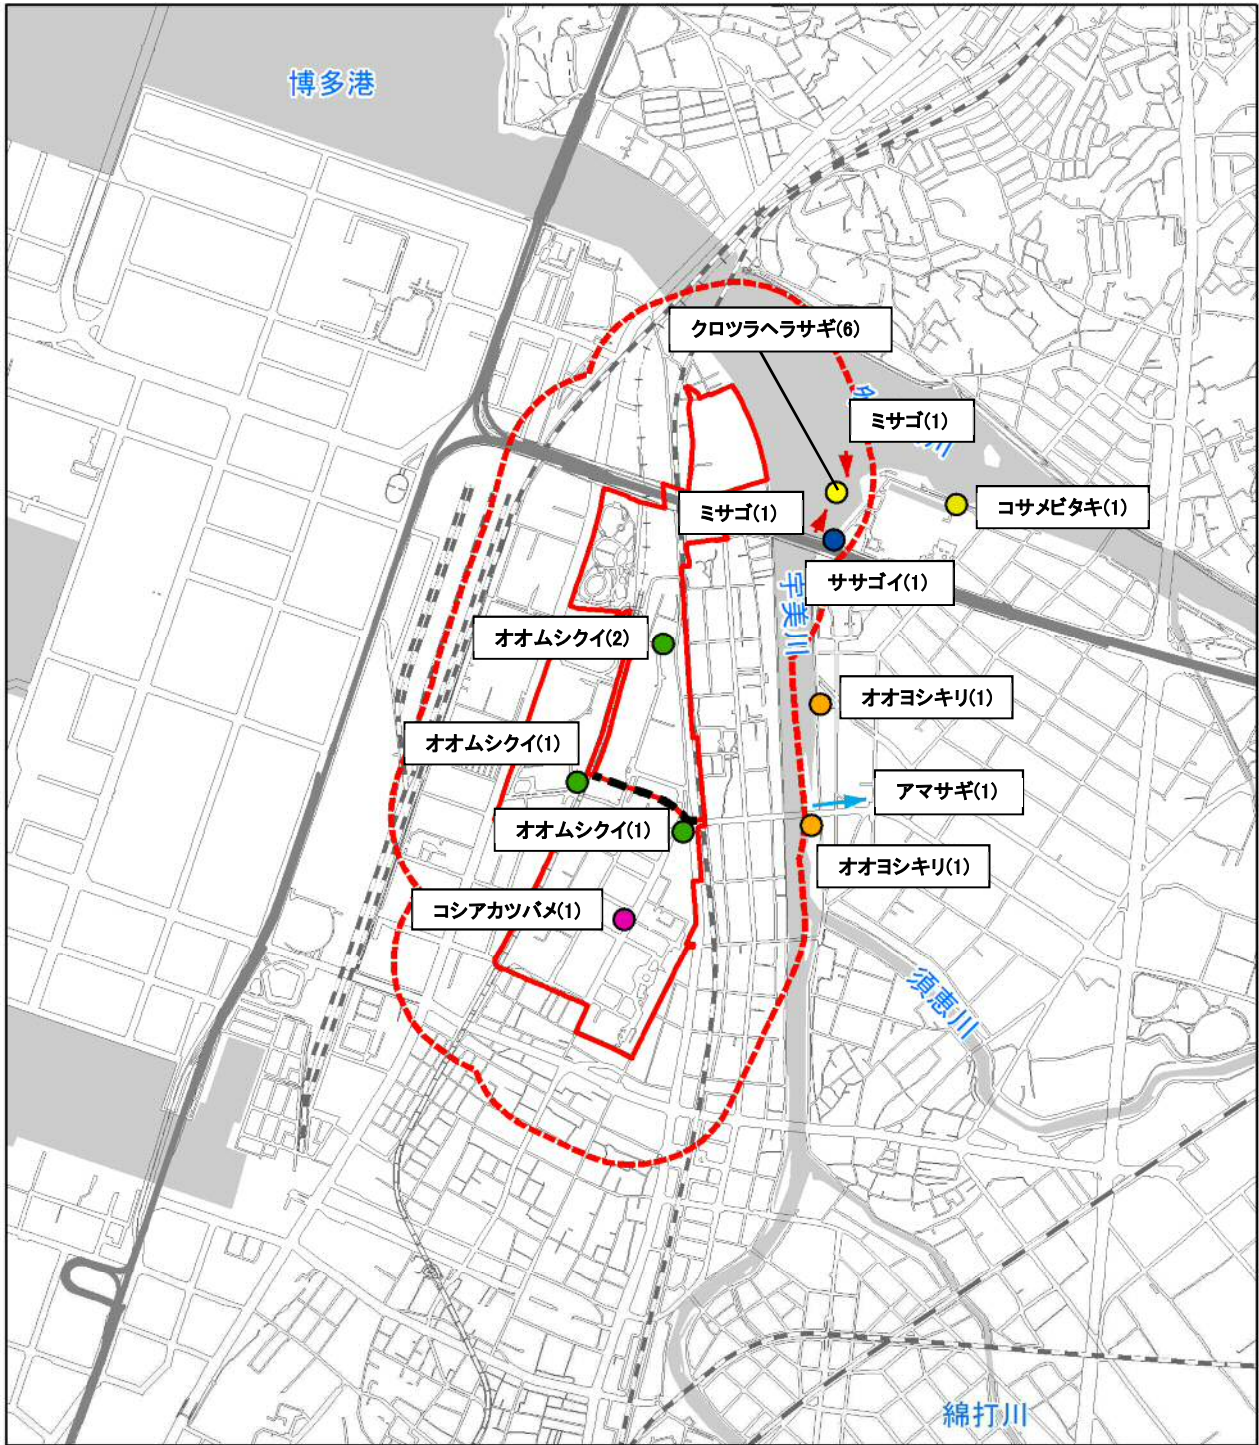 博多港
クロツラヘラサギ(6)
ミサゴ(1)
ミサゴ(1)
コサメビタキ(1)
ササゴイ(1)
宇美川
オオムシクイ(2)
オオヨシキリ(1)
オオムシクイ(1)
アマサギ(1)
オオムシクイ(1)
オオヨシキリ(1)
コシアカツバメ(1)
須恵川
綿打川